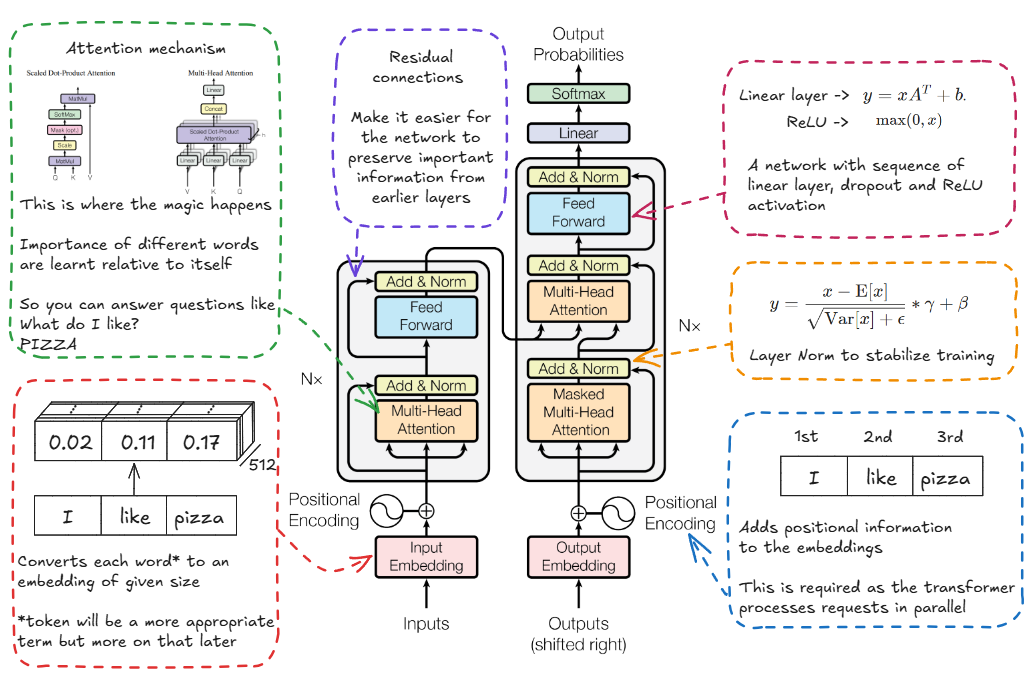 Attention mechanism
Scaled Dot-Product Attention
MatMul
SoftMax
Mask (opt.)
Scale
MatMul
Q K V
Multi-Head Attention
Linear
Concat
Scaled Dot-Product
Attention
h
Linear Linear Linear
V K Q
This is where the magic happens
Importance of different words
are learnt relative to itself
So you can answer questions like
What do I like?
PIZZA
0.02 0.11 0.17
512
I like pizza
Converts each word* to an
embedding of given size
*token will be a more appropriate
term but more on that later
Residual
connections
Make it easier for
the network to
preserve important
information from
earlier layers
Output
Probabilities
Softmax
Linear
Add & Norm
Feed
Forward
Add & Norm
Multi-Head
Attention
Nx
Add & Norm
Masked
Multi-Head
Attention
Positional
Encoding
Output
Embedding
Outputs
(shifted right)
Add & Norm
Feed
Forward
Nx
Add & Norm
Multi-Head
Attention
Positional
Encoding
Input
Embedding
Inputs
Linear layer -> y = xA^T + b.
ReLU -> max(0, x)
A network with sequence of
linear layer, dropout and ReLU
activation
y = (x − E[x]) / √(Var[x] + ϵ) * γ + β
Layer Norm to stabilize training
1st 2nd 3rd
I like pizza
Adds positional information
to the embeddings
This is required as the transformer
processes requests in parallel